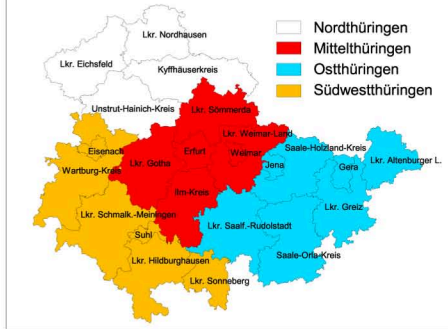 Nordthüringen
Mittelthüringen
Ostthüringen
Südwestthüringen
Lkr. Nordhausen
Lkr. Eichsfeld
Kyffhäuserkreis
Unstrut-Hainich-Kreis
Lkr. Sömmerda
Lkr. Weimar-Land
Eisenach
Erfurt
Weimar
Saale-Holzland-Kreis
Lkr. Gotha
Jena
Gera
Lkr. Altenburger L.
Wartburg-Kreis
Ilm-Kreis
Lkr. Greiz
Lkr. Schmalk.-Meiningen
Lkr. Saalf.-Rudolstadt
Suhl
Saale-Orla-Kreis
Lkr. Hildburghausen
Lkr. Sonneberg